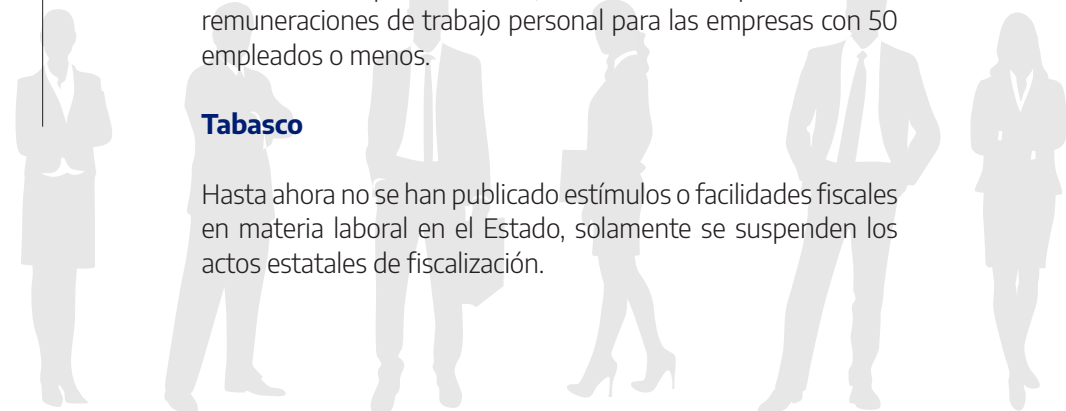 remuneraciones de trabajo personal para las empresas con 50
empleados o menos.
Tabasco
Hasta ahora no se han publicado estímulos o facilidades fiscales
en materia laboral en el Estado, solamente se suspenden los
actos estatales de fiscalización.